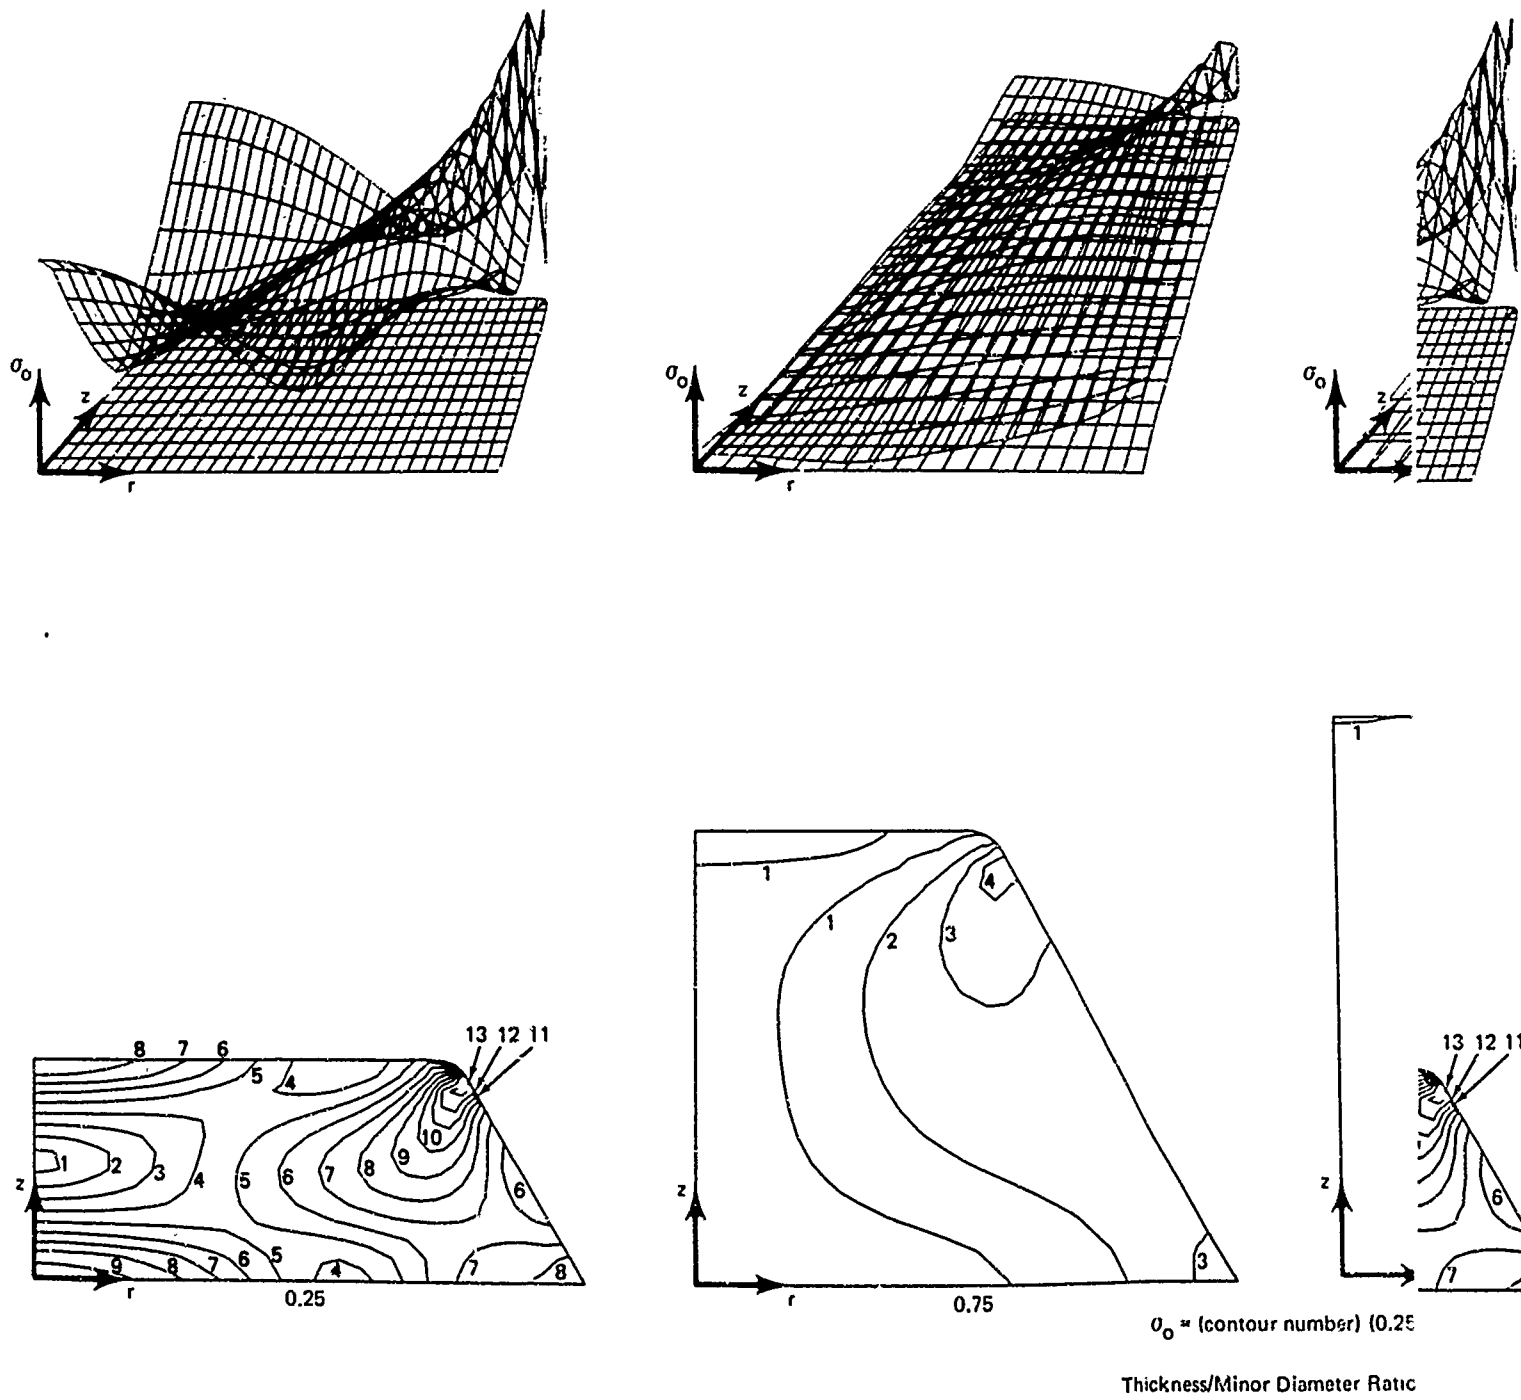 σo
z
r
σo
z
r
σo
z
1
1
1
2
3
4
3
z
r
0.75
8 7 6
5
4
13 12 11
10
9
8
7
6
5
4
3
2
1
6
z
9 8 7 6 5
4
7
8
r
0.25
13 12 11
6
7
z
σo = (contour number) (0.25
Thickness/Minor Diameter Ratio